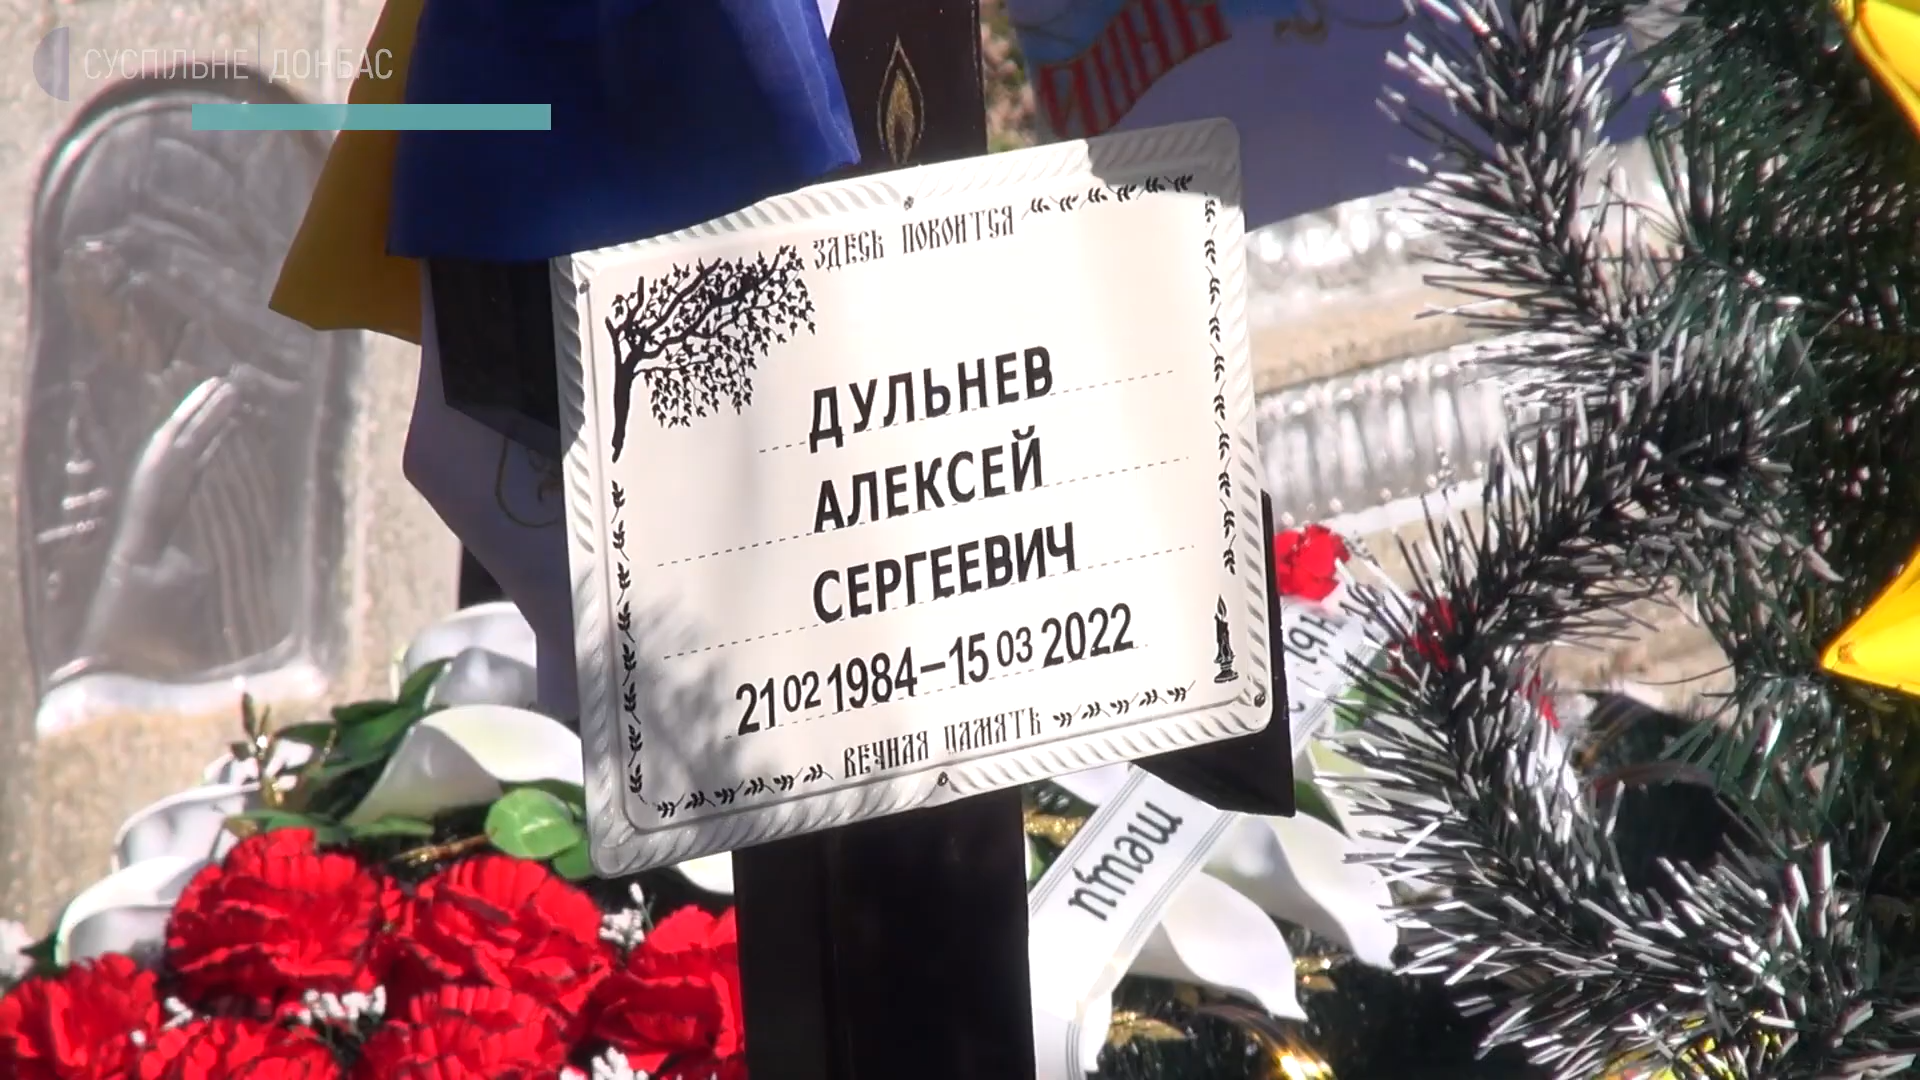 СУСПІЛЬНЕ ДОНБАС
ЗДЕСЬ ПОКОИТСЯ
ДУЛЬНЕВ
АЛЕКСЕЙ
СЕРГЕЕВИЧ
21 02 1984 – 15 03 2022
ВЕЧНАЯ ПАМЯТЬ